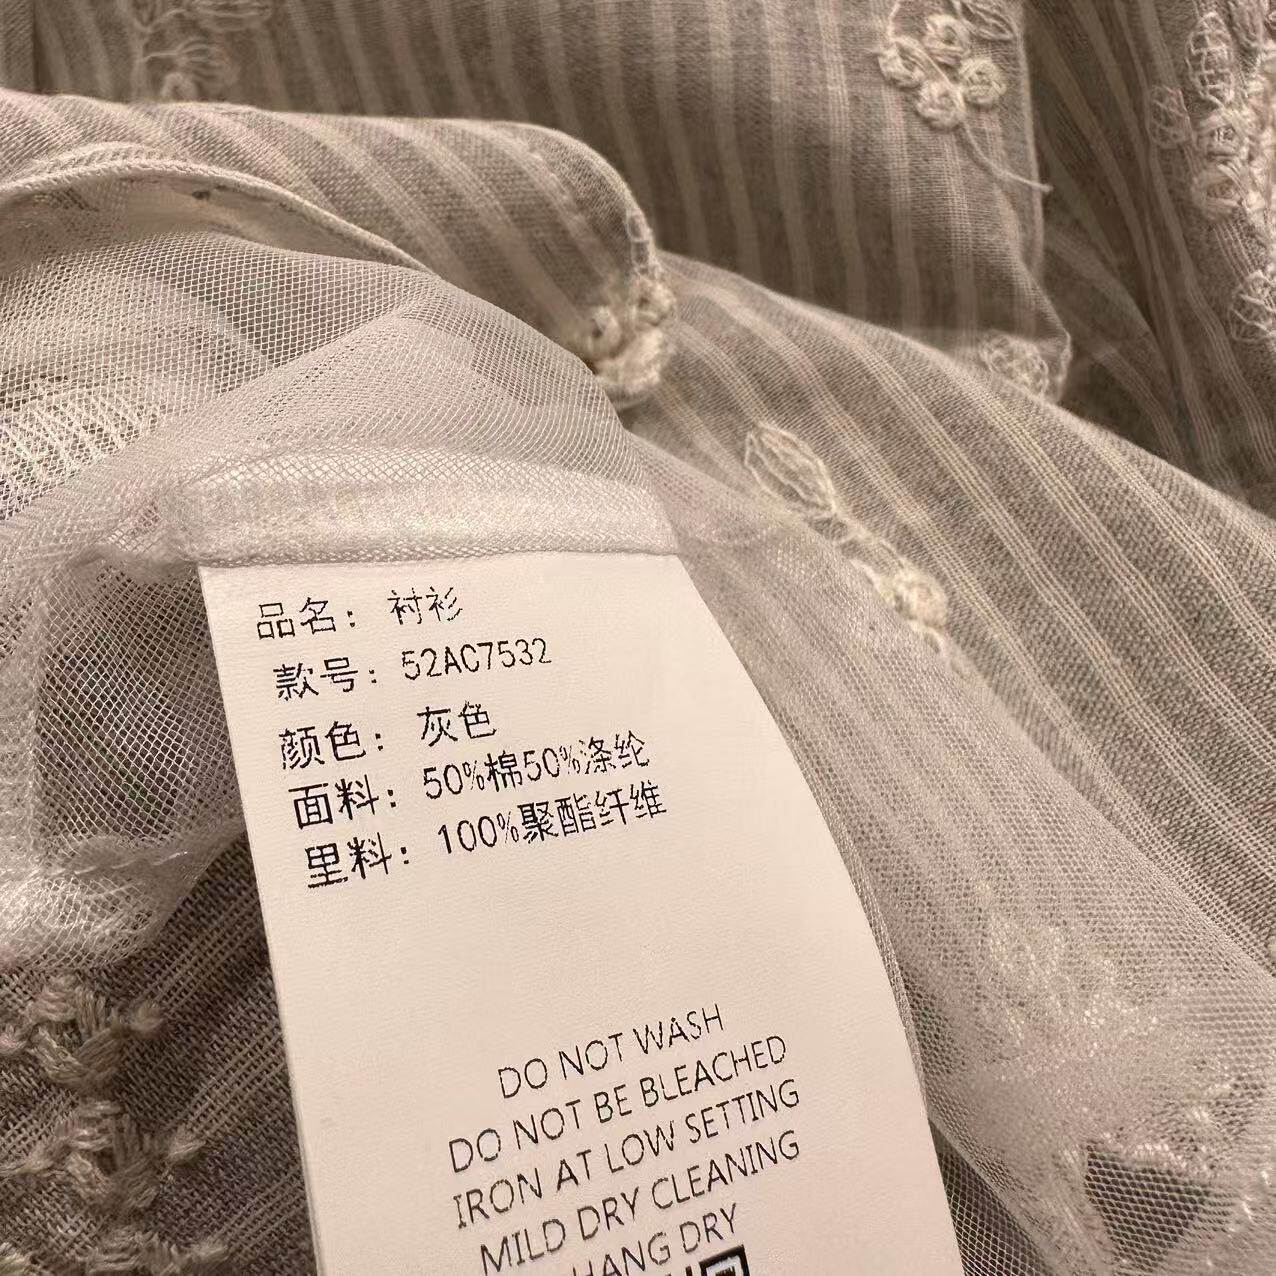 品名：衬衫
款号：52AC7532
颜色：灰色
面料：50%棉50%涤纶
里料：100%聚酯纤维
DO NOT WASH
DO NOT BE BLEACHED
IRON AT LOW SETTING
MILD DRY CLEANING
HANG DRY